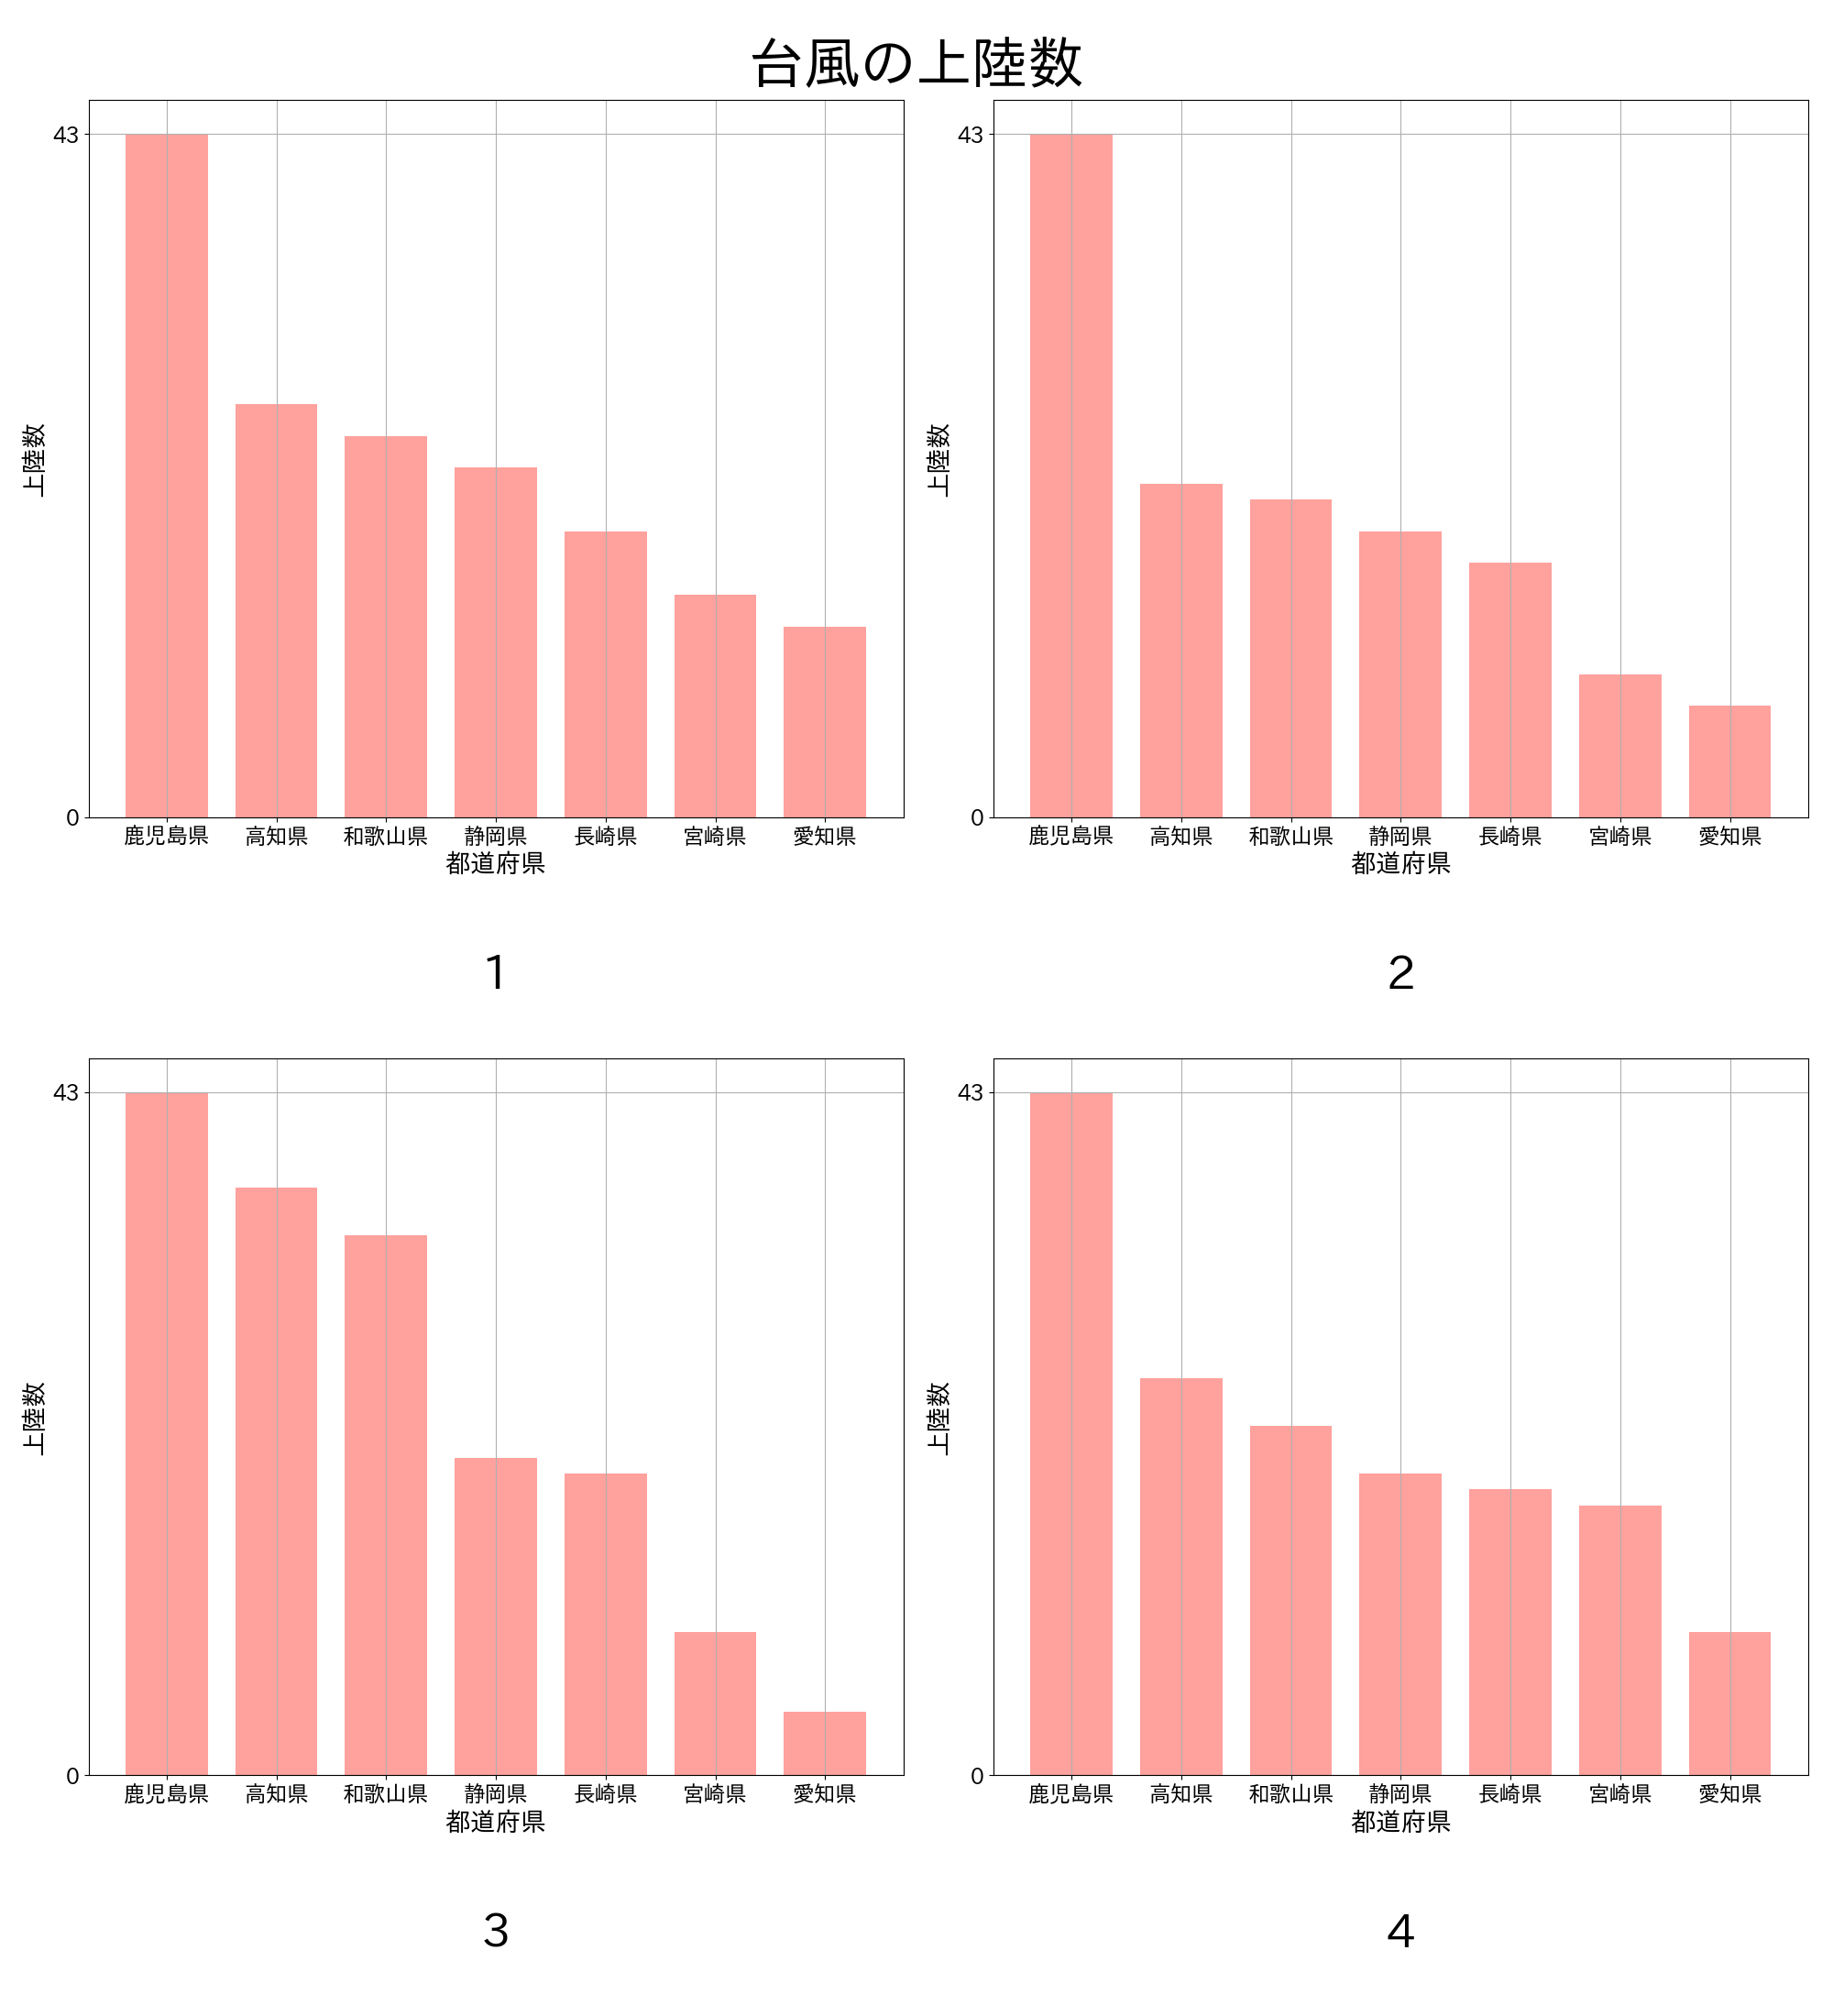 台風の上陸数
43
0
上陸数
鹿児島県 高知県 和歌山県 静岡県 長崎県 宮崎県 愛知県
都道府県
1
43
0
上陸数
鹿児島県 高知県 和歌山県 静岡県 長崎県 宮崎県 愛知県
都道府県
2
43
0
上陸数
鹿児島県 高知県 和歌山県 静岡県 長崎県 宮崎県 愛知県
都道府県
3
43
0
上陸数
鹿児島県 高知県 和歌山県 静岡県 長崎県 宮崎県 愛知県
都道府県
4